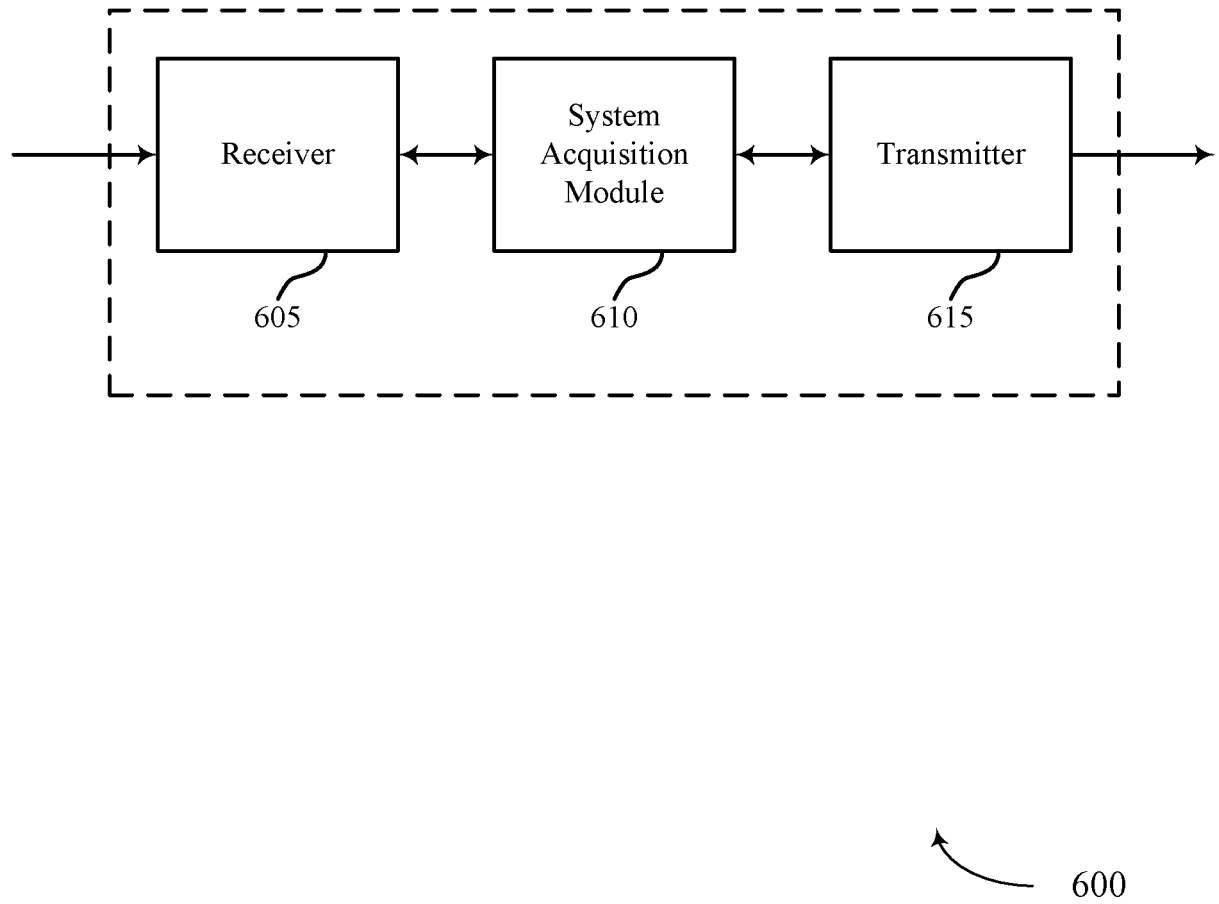 Receiver
System
Acquisition
Module
Transmitter
605
610
615
600